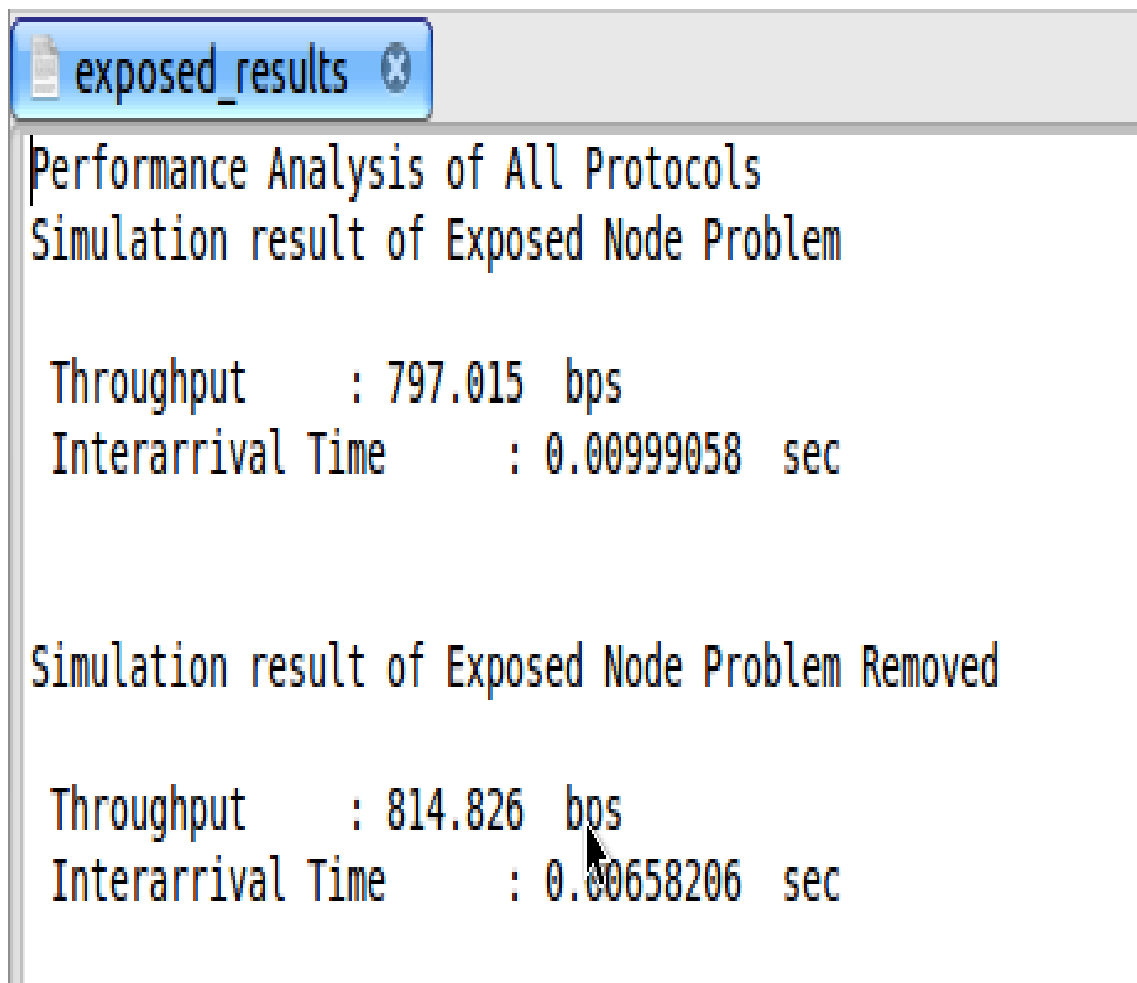 exposed_results
Performance Analysis of All Protocols
Simulation result of Exposed Node Problem
Throughput : 797.015 bps
Interarrival Time : 0.00999058 sec
Simulation result of Exposed Node Problem Removed
Throughput : 814.826 bps
Interarrival Time : 0.00658206 sec